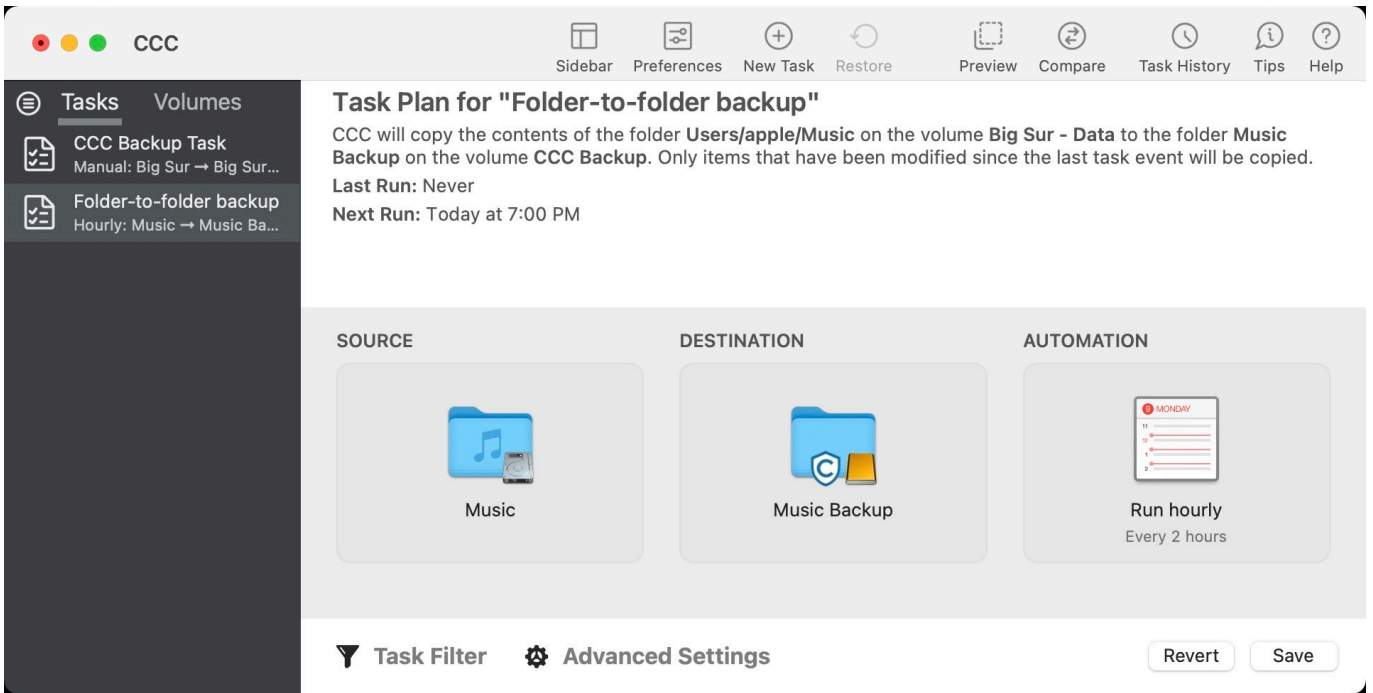 CCC
Sidebar
Preferences
New Task
Restore
Preview
Compare
Task History
Tips
Help
Tasks
Volumes
CCC Backup Task
Manual: Big Sur → Big Sur...
Folder-to-folder backup
Hourly: Music → Music Ba...
Task Plan for "Folder-to-folder backup"
CCC will copy the contents of the folder Users/apple/Music on the volume Big Sur - Data to the folder Music
Backup on the volume CCC Backup. Only items that have been modified since the last task event will be copied.
Last Run: Never
Next Run: Today at 7:00 PM
SOURCE
DESTINATION
AUTOMATION
Music
C
Music Backup
9 MONDAY
11
12
1
2
Run hourly
Every 2 hours
Task Filter
Advanced Settings
Revert
Save